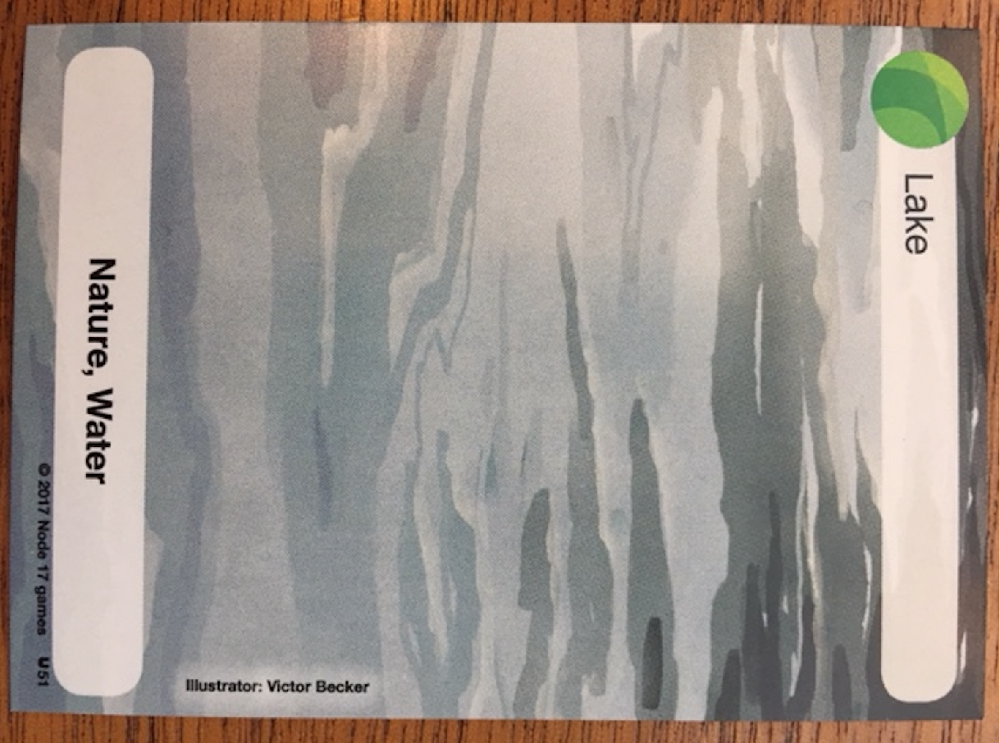 Lake
Illustrator: Victor Becker
Nature, Water
© 2017 Node 17 games U51